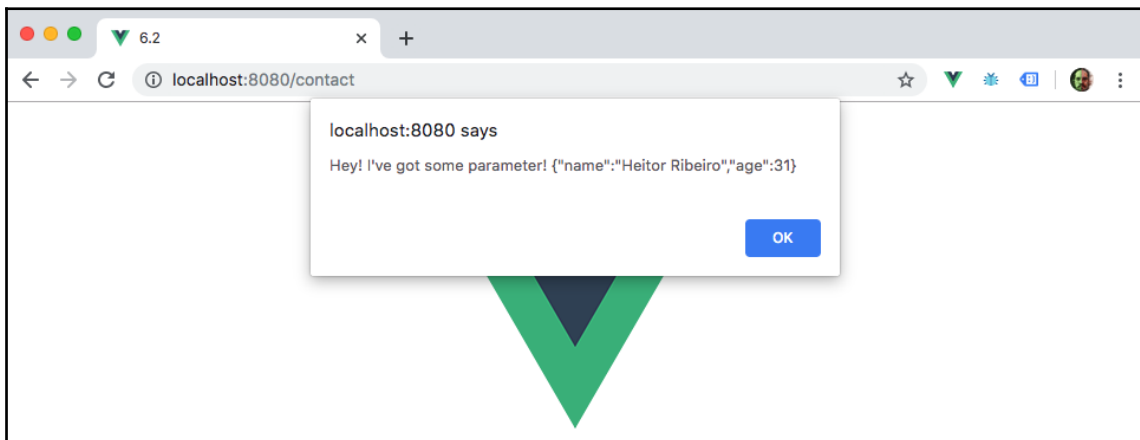 6.2
localhost:8080/contact
localhost:8080 says
Hey! I've got some parameter! {"name":"Heitor Ribeiro","age":31}
OK